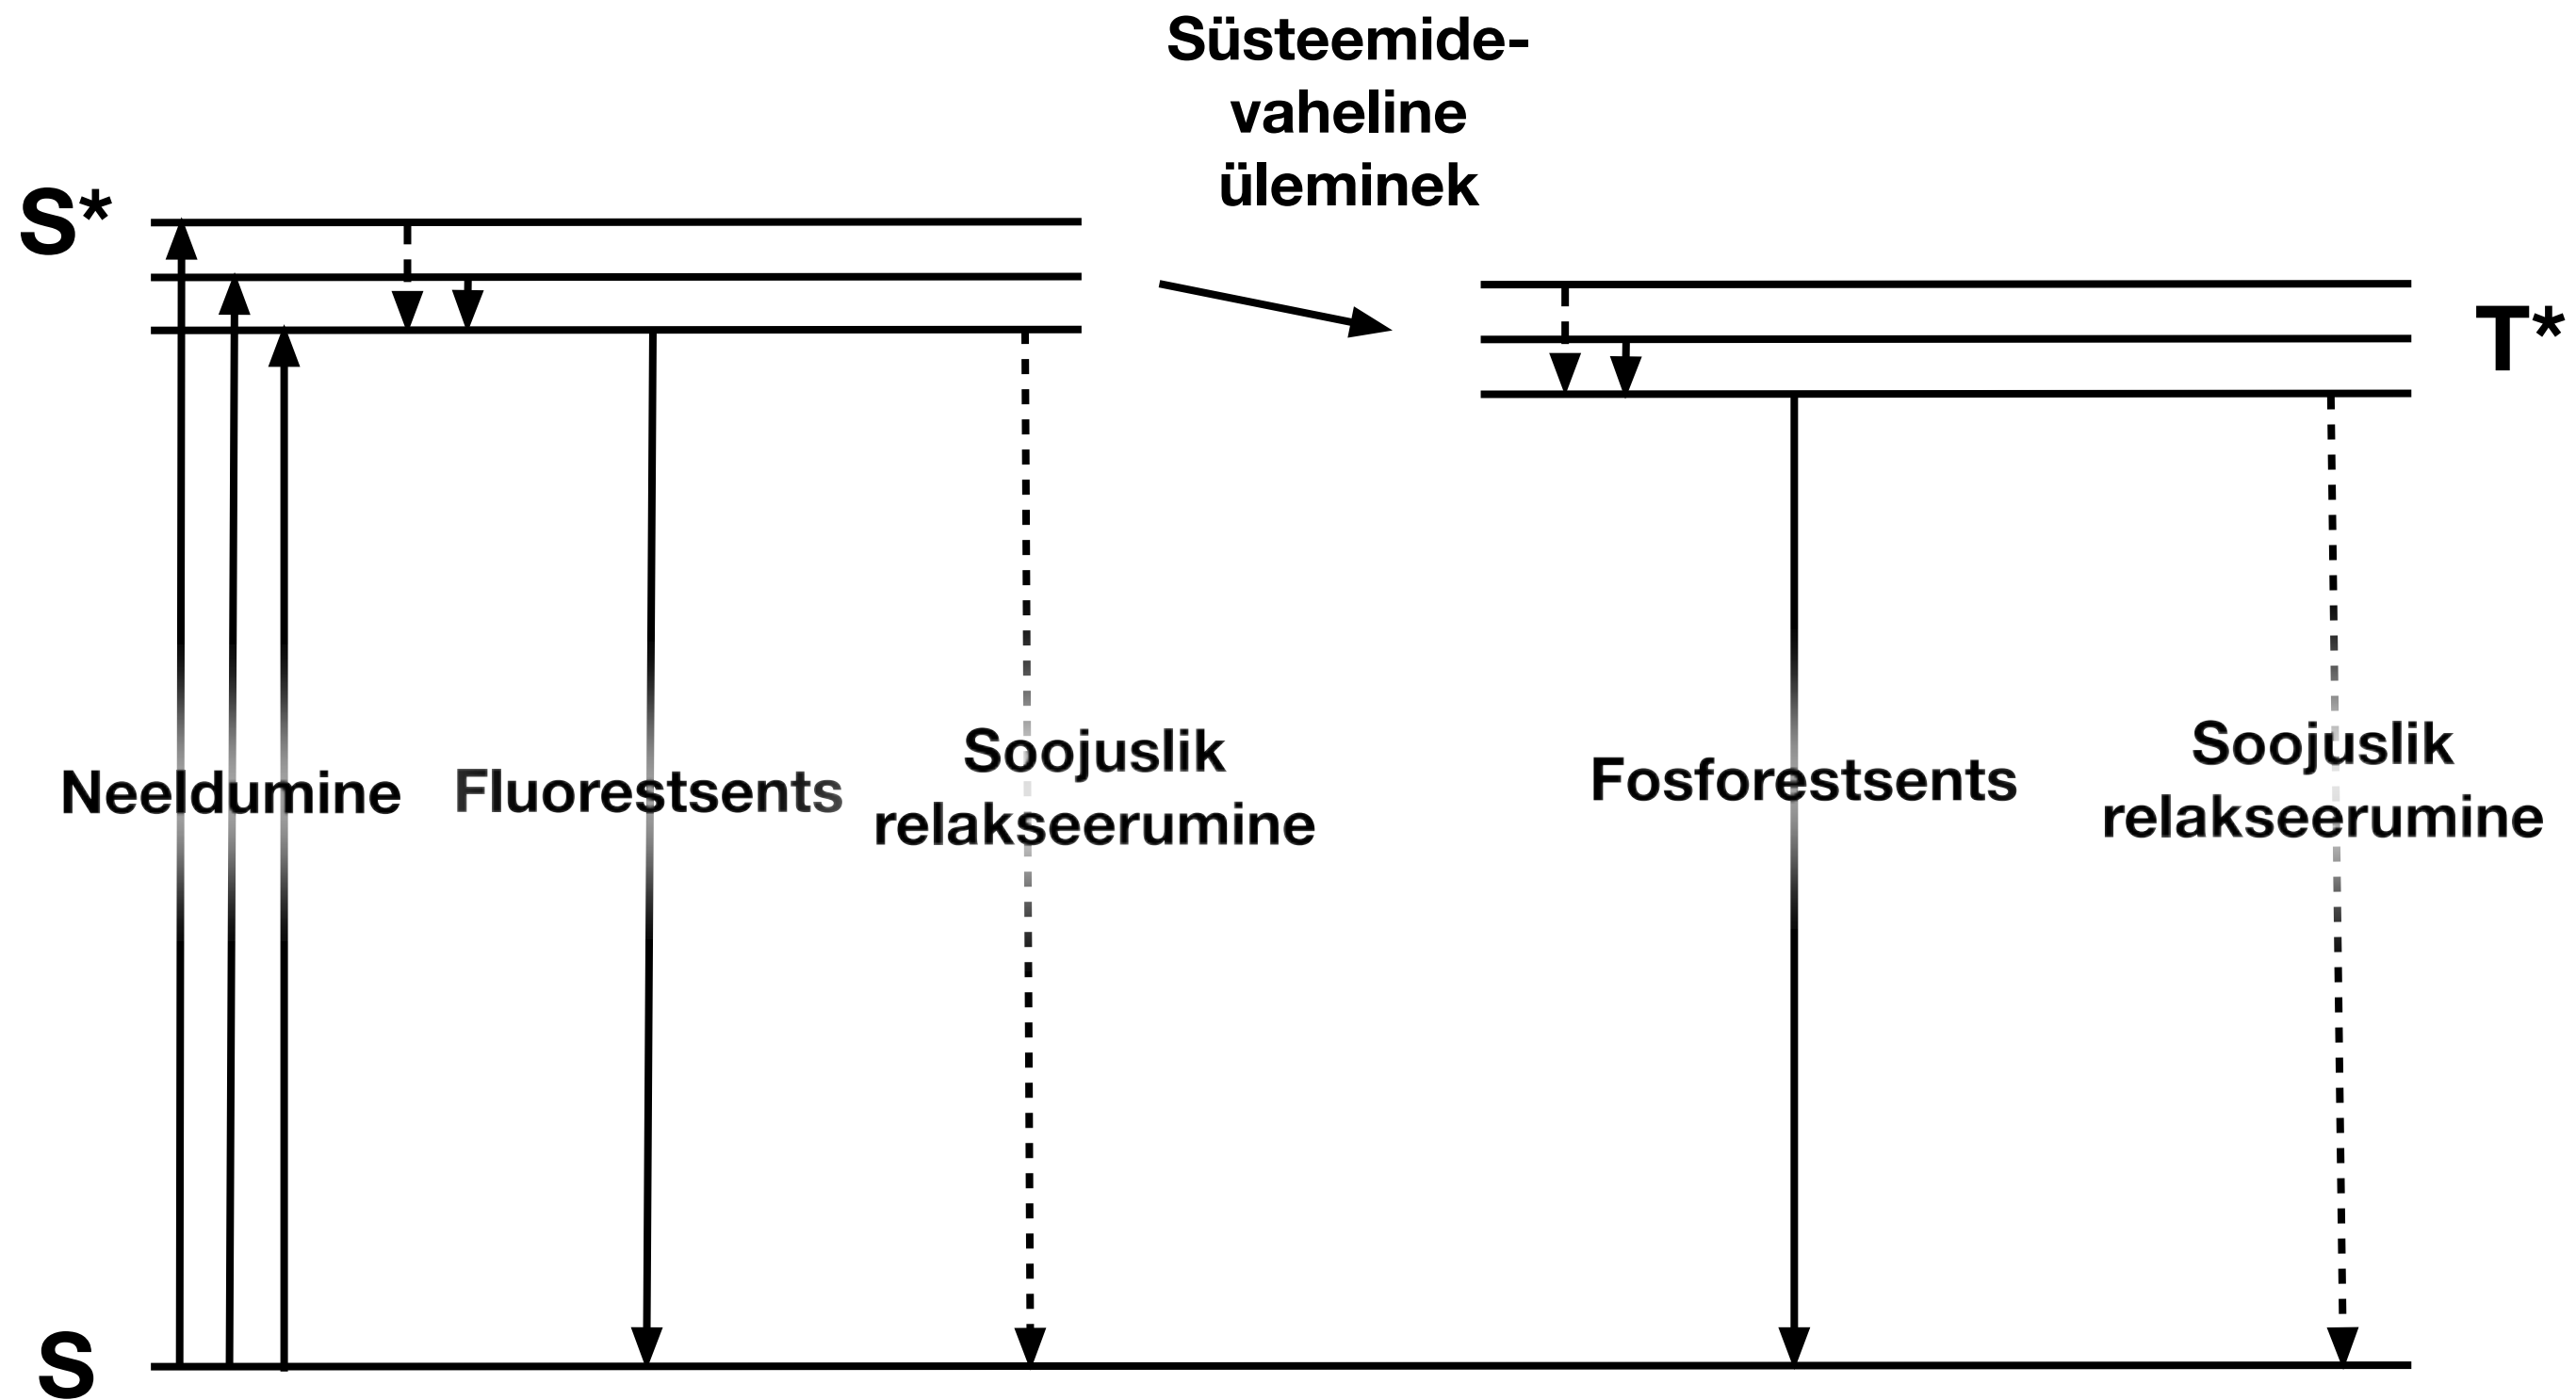 Süsteemide-
vaheline
üleminek
S*
T*
Neeldumine
Fluorestsents
Soojuslik
relakseerumine
Fosforestsents
Soojuslik
relakseerumine
S